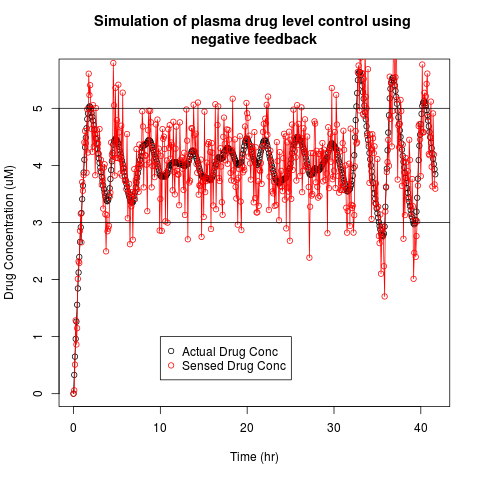 Simulation of plasma drug level control using
negative feedback
Drug Concentration (uM)
5
4
3
2
1
0
Actual Drug Conc
Sensed Drug Conc
0 10 20 30 40
Time (hr)